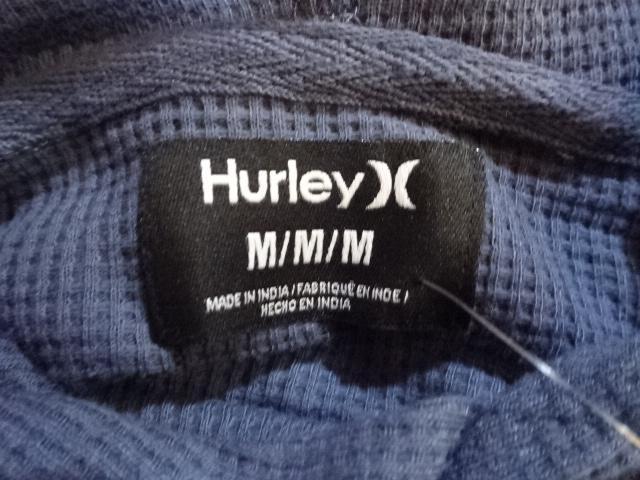 Hurley
M/M/M
MADE IN INDIA / FABRIQUÉ EN INDE /
HECHO EN INDIA